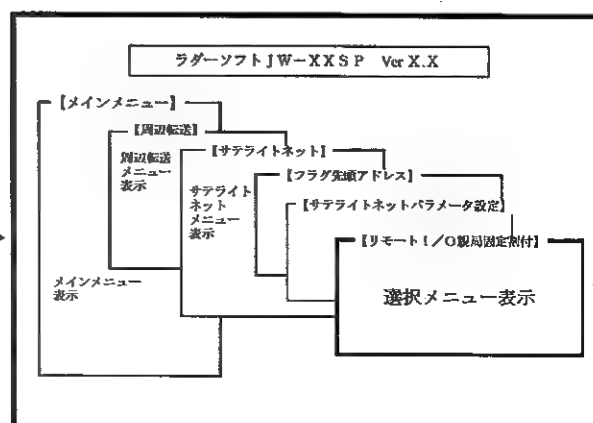 ラダーソフトJW-XXSP Ver X.X
【メインメニュー】
【周辺転送】
周辺転送
メニュー
表示
【サテライトネット】
サテライト
ネット
メニュー
表示
【フラグ先頭アドレス】
【サテライトネットパラメータ設定】
【リモートI/O親局固定割付】
選択メニュー表示
メインメニュー
表示